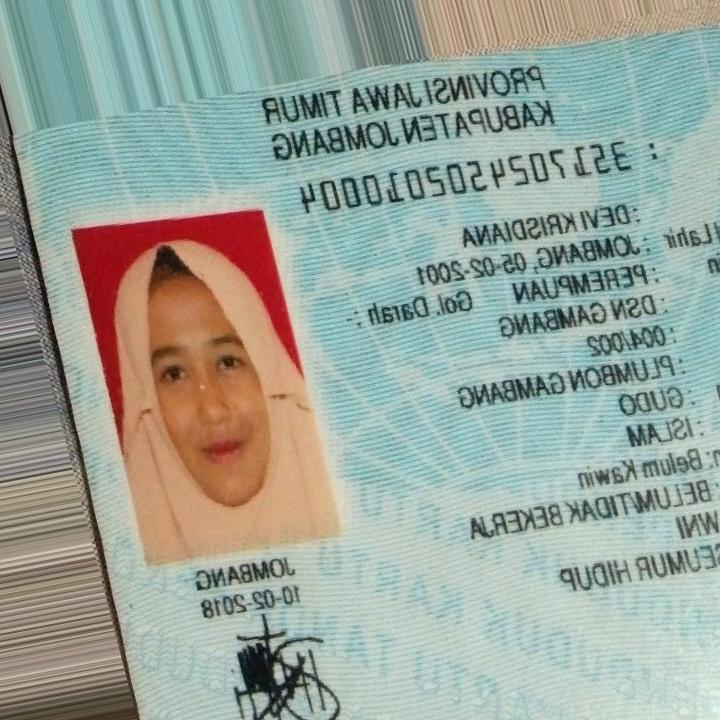 PROVINSI JAWA TIMUR
KABUPATEN JOMBANG
: 3517024502010004
: DEVI KRISDIANA
Lahir : JOMBANG, 05-02-2001
in : PEREMPUAN Gol. Darah : -
: DSN GAMBANG
: 004/002
: PLUMBON GAMBANG
: GUDO
: ISLAM
n: Belum Kawin
: BELUM/TIDAK BEKERJA
WNI
SEUMUR HIDUP
JOMBANG
10-02-2018